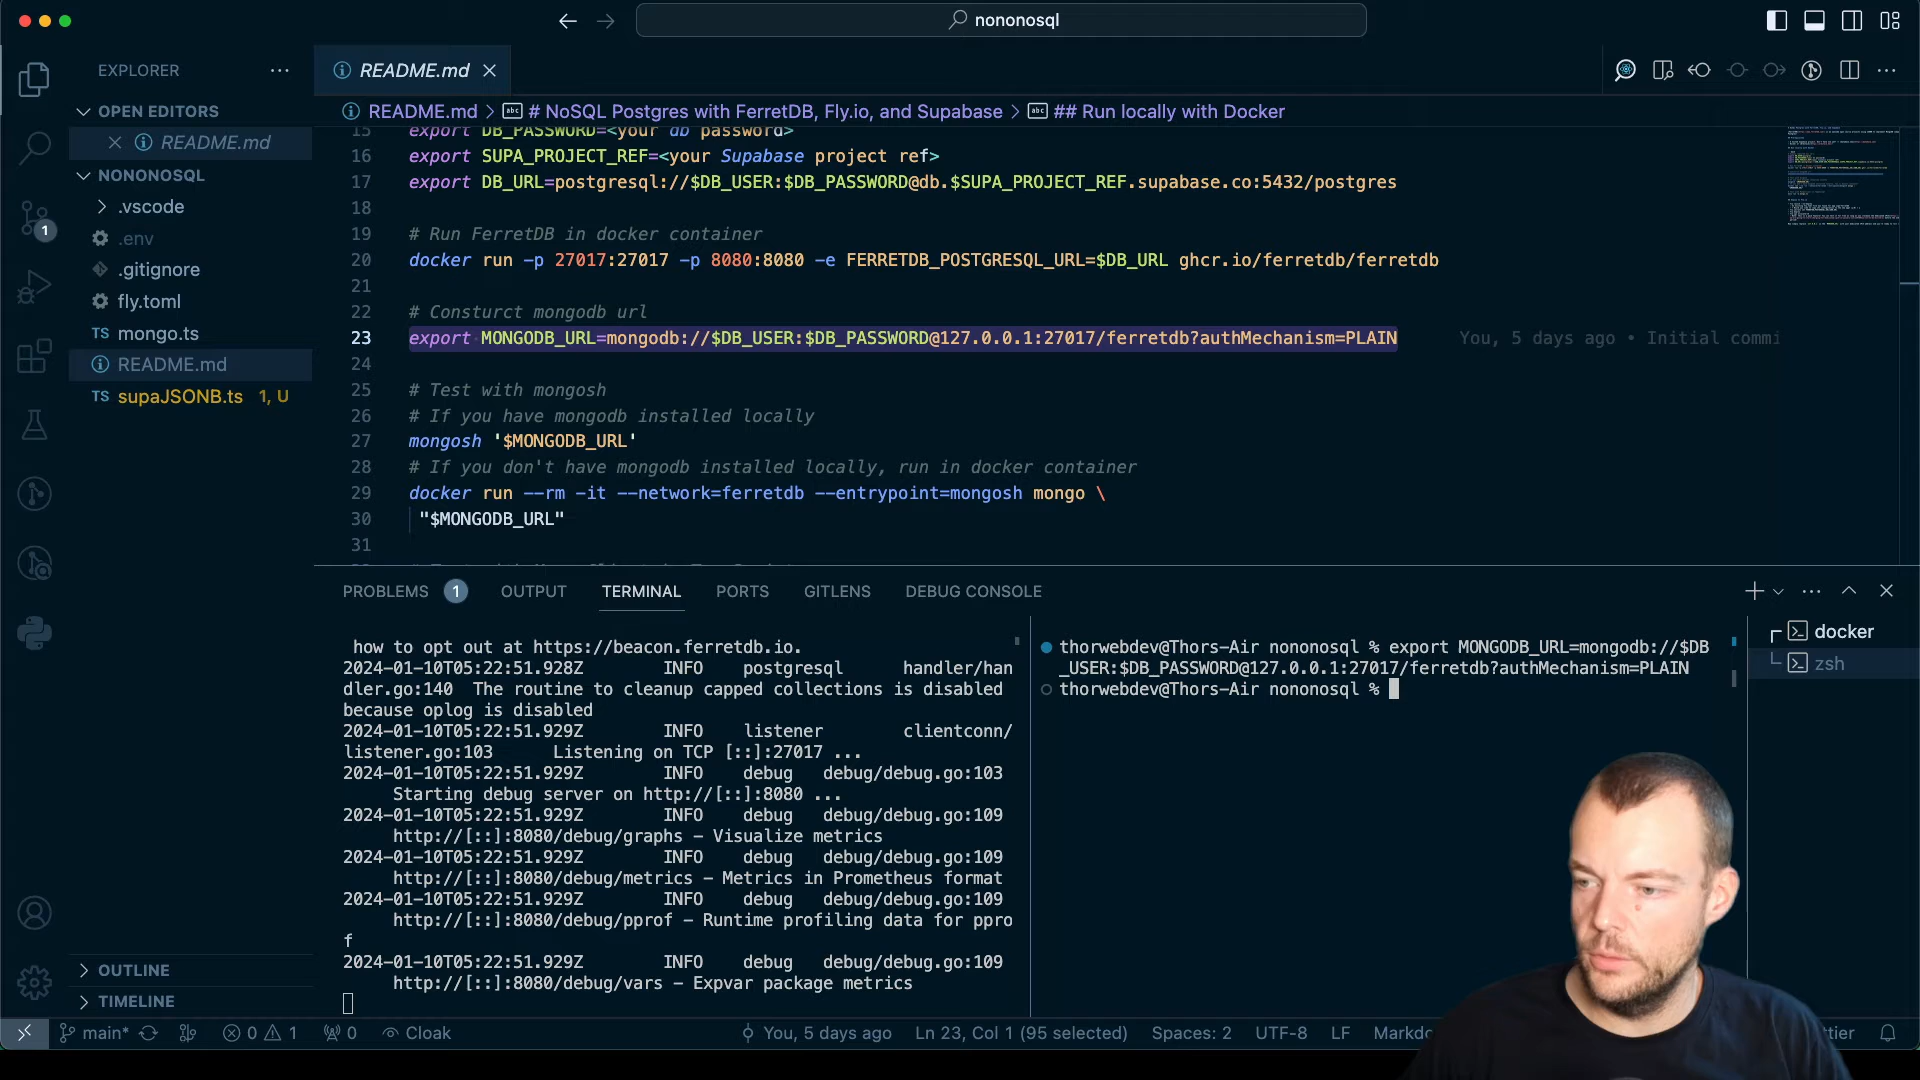 nononosql
EXPLORER
OPEN EDITORS
README.md
NONONOSQL
.vscode
.env
.gitignore
fly.toml
TS mongo.ts
README.md
TS supaJSONB.ts 1, U
OUTLINE
TIMELINE
1
README.md
README.md > abc # NoSQL Postgres with FerretDB, Fly.io, and Supabase > abc ## Run locally with Docker
15 export DB_PASSWORD=<your db password>
16 export SUPA_PROJECT_REF=<your Supabase project ref>
17 export DB_URL=postgresql://$DB_USER:$DB_PASSWORD@db.$SUPA_PROJECT_REF.supabase.co:5432/postgres
18
19 # Run FerretDB in docker container
20 docker run -p 27017:27017 -p 8080:8080 -e FERRETDB_POSTGRESQL_URL=$DB_URL ghcr.io/ferretdb/ferretdb
21
22 # Consturct mongodb url
23 export MONGODB_URL=mongodb://$DB_USER:$DB_PASSWORD@127.0.0.1:27017/ferretdb?authMechanism=PLAIN You, 5 days ago • Initial commi
24
25 # Test with mongosh
26 # If you have mongodb installed locally
27 mongosh '$MONGODB_URL'
28 # If you don't have mongodb installed locally, run in docker container
29 docker run --rm -it --network=ferretdb --entrypoint=mongosh mongo \
30 "$MONGODB_URL"
31
PROBLEMS 1 OUTPUT TERMINAL PORTS GITLENS DEBUG CONSOLE
how to opt out at https://beacon.ferretdb.io.
2024-01-10T05:22:51.928Z INFO postgresql handler/han
dler.go:140 The routine to cleanup capped collections is disabled
because oplog is disabled
2024-01-10T05:22:51.929Z INFO listener clientconn/
listener.go:103 Listening on TCP [::]:27017 ...
2024-01-10T05:22:51.929Z INFO debug debug/debug.go:103
Starting debug server on http://[::]:8080 ...
2024-01-10T05:22:51.929Z INFO debug debug/debug.go:109
http://[::]:8080/debug/graphs - Visualize metrics
2024-01-10T05:22:51.929Z INFO debug debug/debug.go:109
http://[::]:8080/debug/metrics - Metrics in Prometheus format
2024-01-10T05:22:51.929Z INFO debug debug/debug.go:109
http://[::]:8080/debug/pprof - Runtime profiling data for ppro
f
2024-01-10T05:22:51.929Z INFO debug debug/debug.go:109
http://[::]:8080/debug/vars - Expvar package metrics
thorwebdev@Thors-Air nononosql % export MONGODB_URL=mongodb://$DB
_USER:$DB_PASSWORD@127.0.0.1:27017/ferretdb?authMechanism=PLAIN
thorwebdev@Thors-Air nononosql %
docker
zsh
main* 0 1 0 Cloak You, 5 days ago Ln 23, Col 1 (95 selected) Spaces: 2 UTF-8 LF Markdo tier